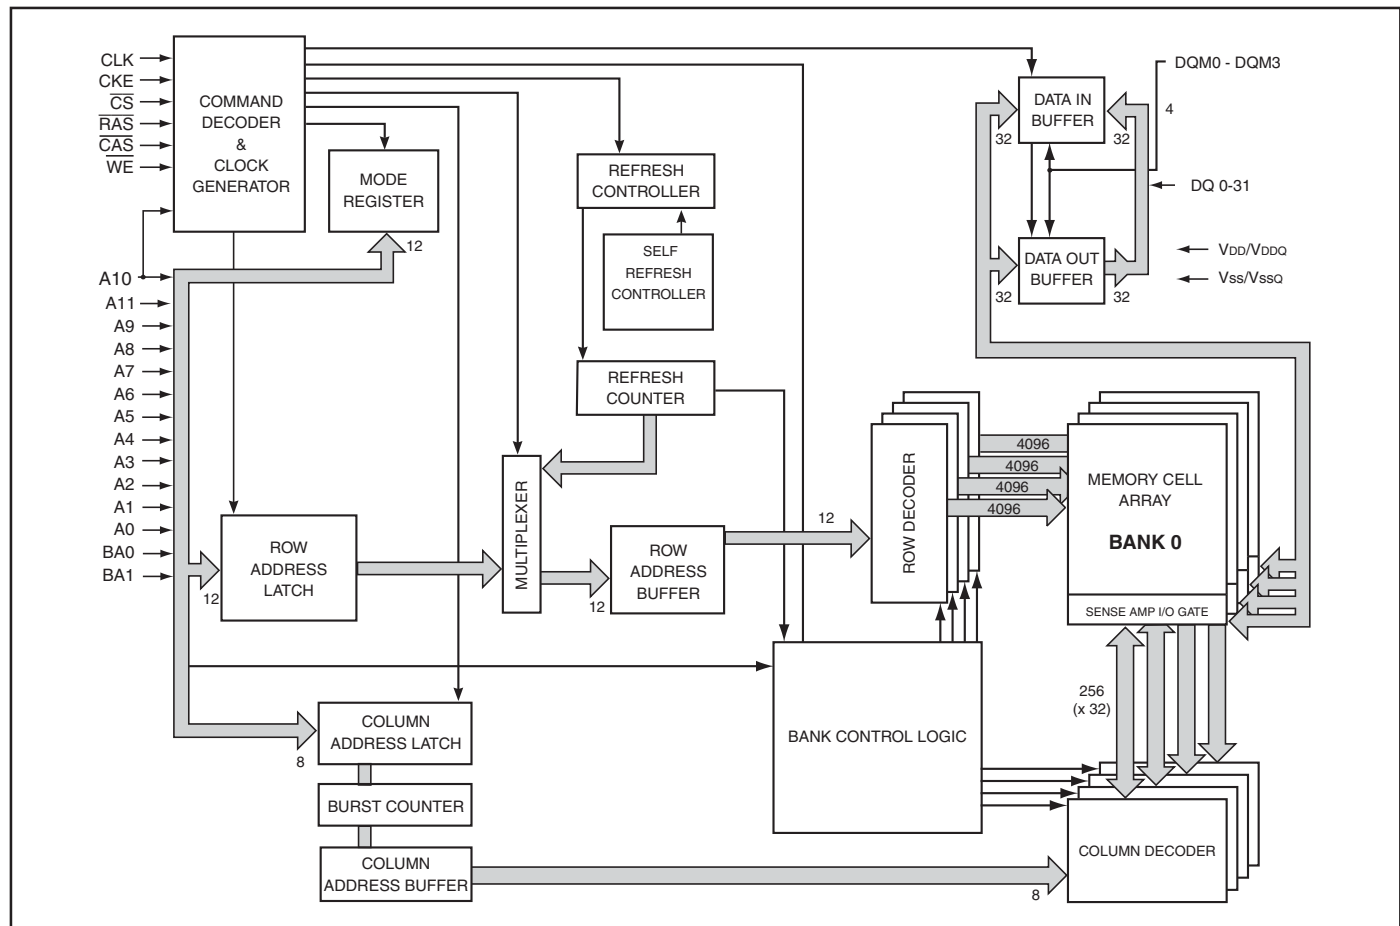 CLK
CKE
CS
RAS
CAS
WE
A10
A11
A9
A8
A7
A6
A5
A4
A3
A2
A1
A0
BA0
BA1
COMMAND
DECODER
&
CLOCK
GENERATOR
MODE
REGISTER
12
REFRESH
CONTROLLER
SELF
REFRESH
CONTROLLER
REFRESH
COUNTER
DATA IN
BUFFER
32
32
DQM0 - DQM3
4
DQ 0-31
DATA OUT
BUFFER
32
32
VDD/VDDQ
Vss/VssQ
MULTIPLEXER
12
ROW
ADDRESS
LATCH
12
ROW
ADDRESS
BUFFER
12
ROW DECODER
4096
4096
4096
4096
MEMORY CELL
ARRAY
BANK 0
SENSE AMP I/O GATE
256
(x 32)
BANK CONTROL LOGIC
8
COLUMN
ADDRESS LATCH
BURST COUNTER
COLUMN
ADDRESS BUFFER
8
COLUMN DECODER